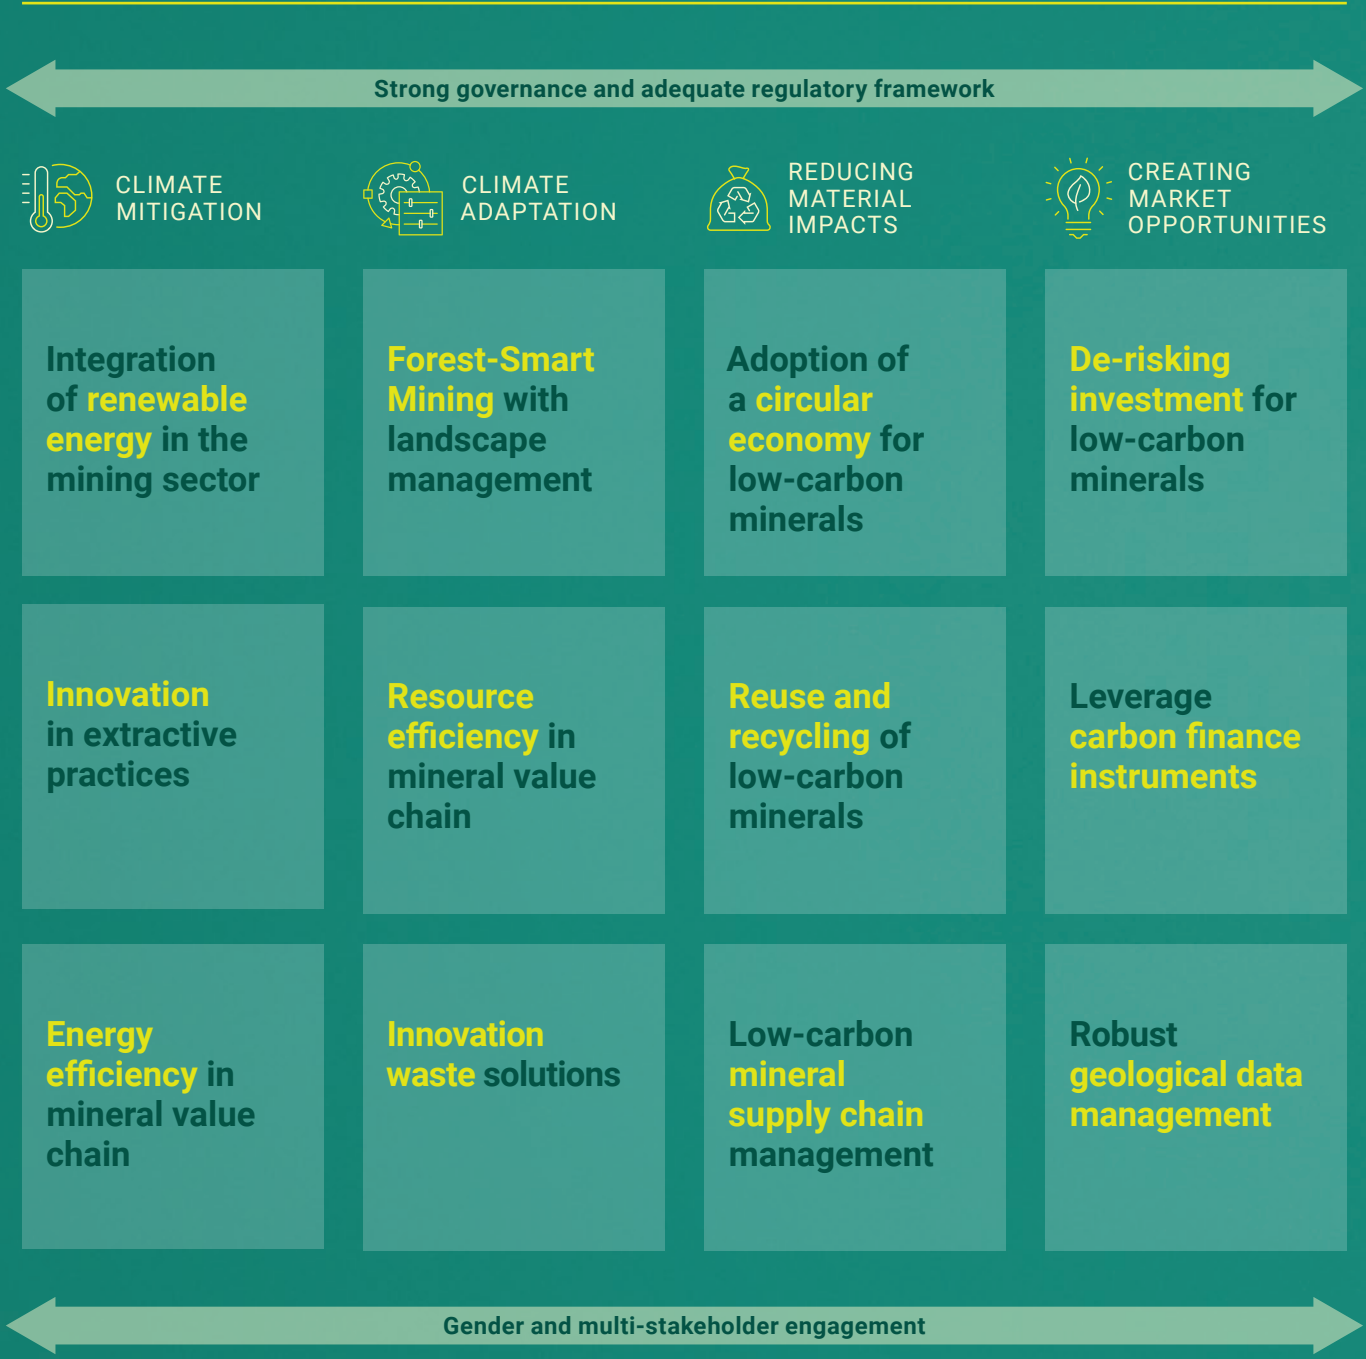 Strong governance and adequate regulatory framework
CLIMATE
MITIGATION
CLIMATE
ADAPTATION
REDUCING
MATERIAL
IMPACTS
CREATING
MARKET
OPPORTUNITIES
Integration
of renewable
energy in the
mining sector
Forest-Smart
Mining with
landscape
management
Adoption of
a circular
economy for
low-carbon
minerals
De-risking
investment for
low-carbon
minerals
Innovation
in extractive
practices
Resource
efficiency in
mineral value
chain
Reuse and
recycling of
low-carbon
minerals
Leverage
carbon finance
instruments
Energy
efficiency in
mineral value
chain
Innovation
waste solutions
Low-carbon
mineral
supply chain
management
Robust
geological data
management
Gender and multi-stakeholder engagement